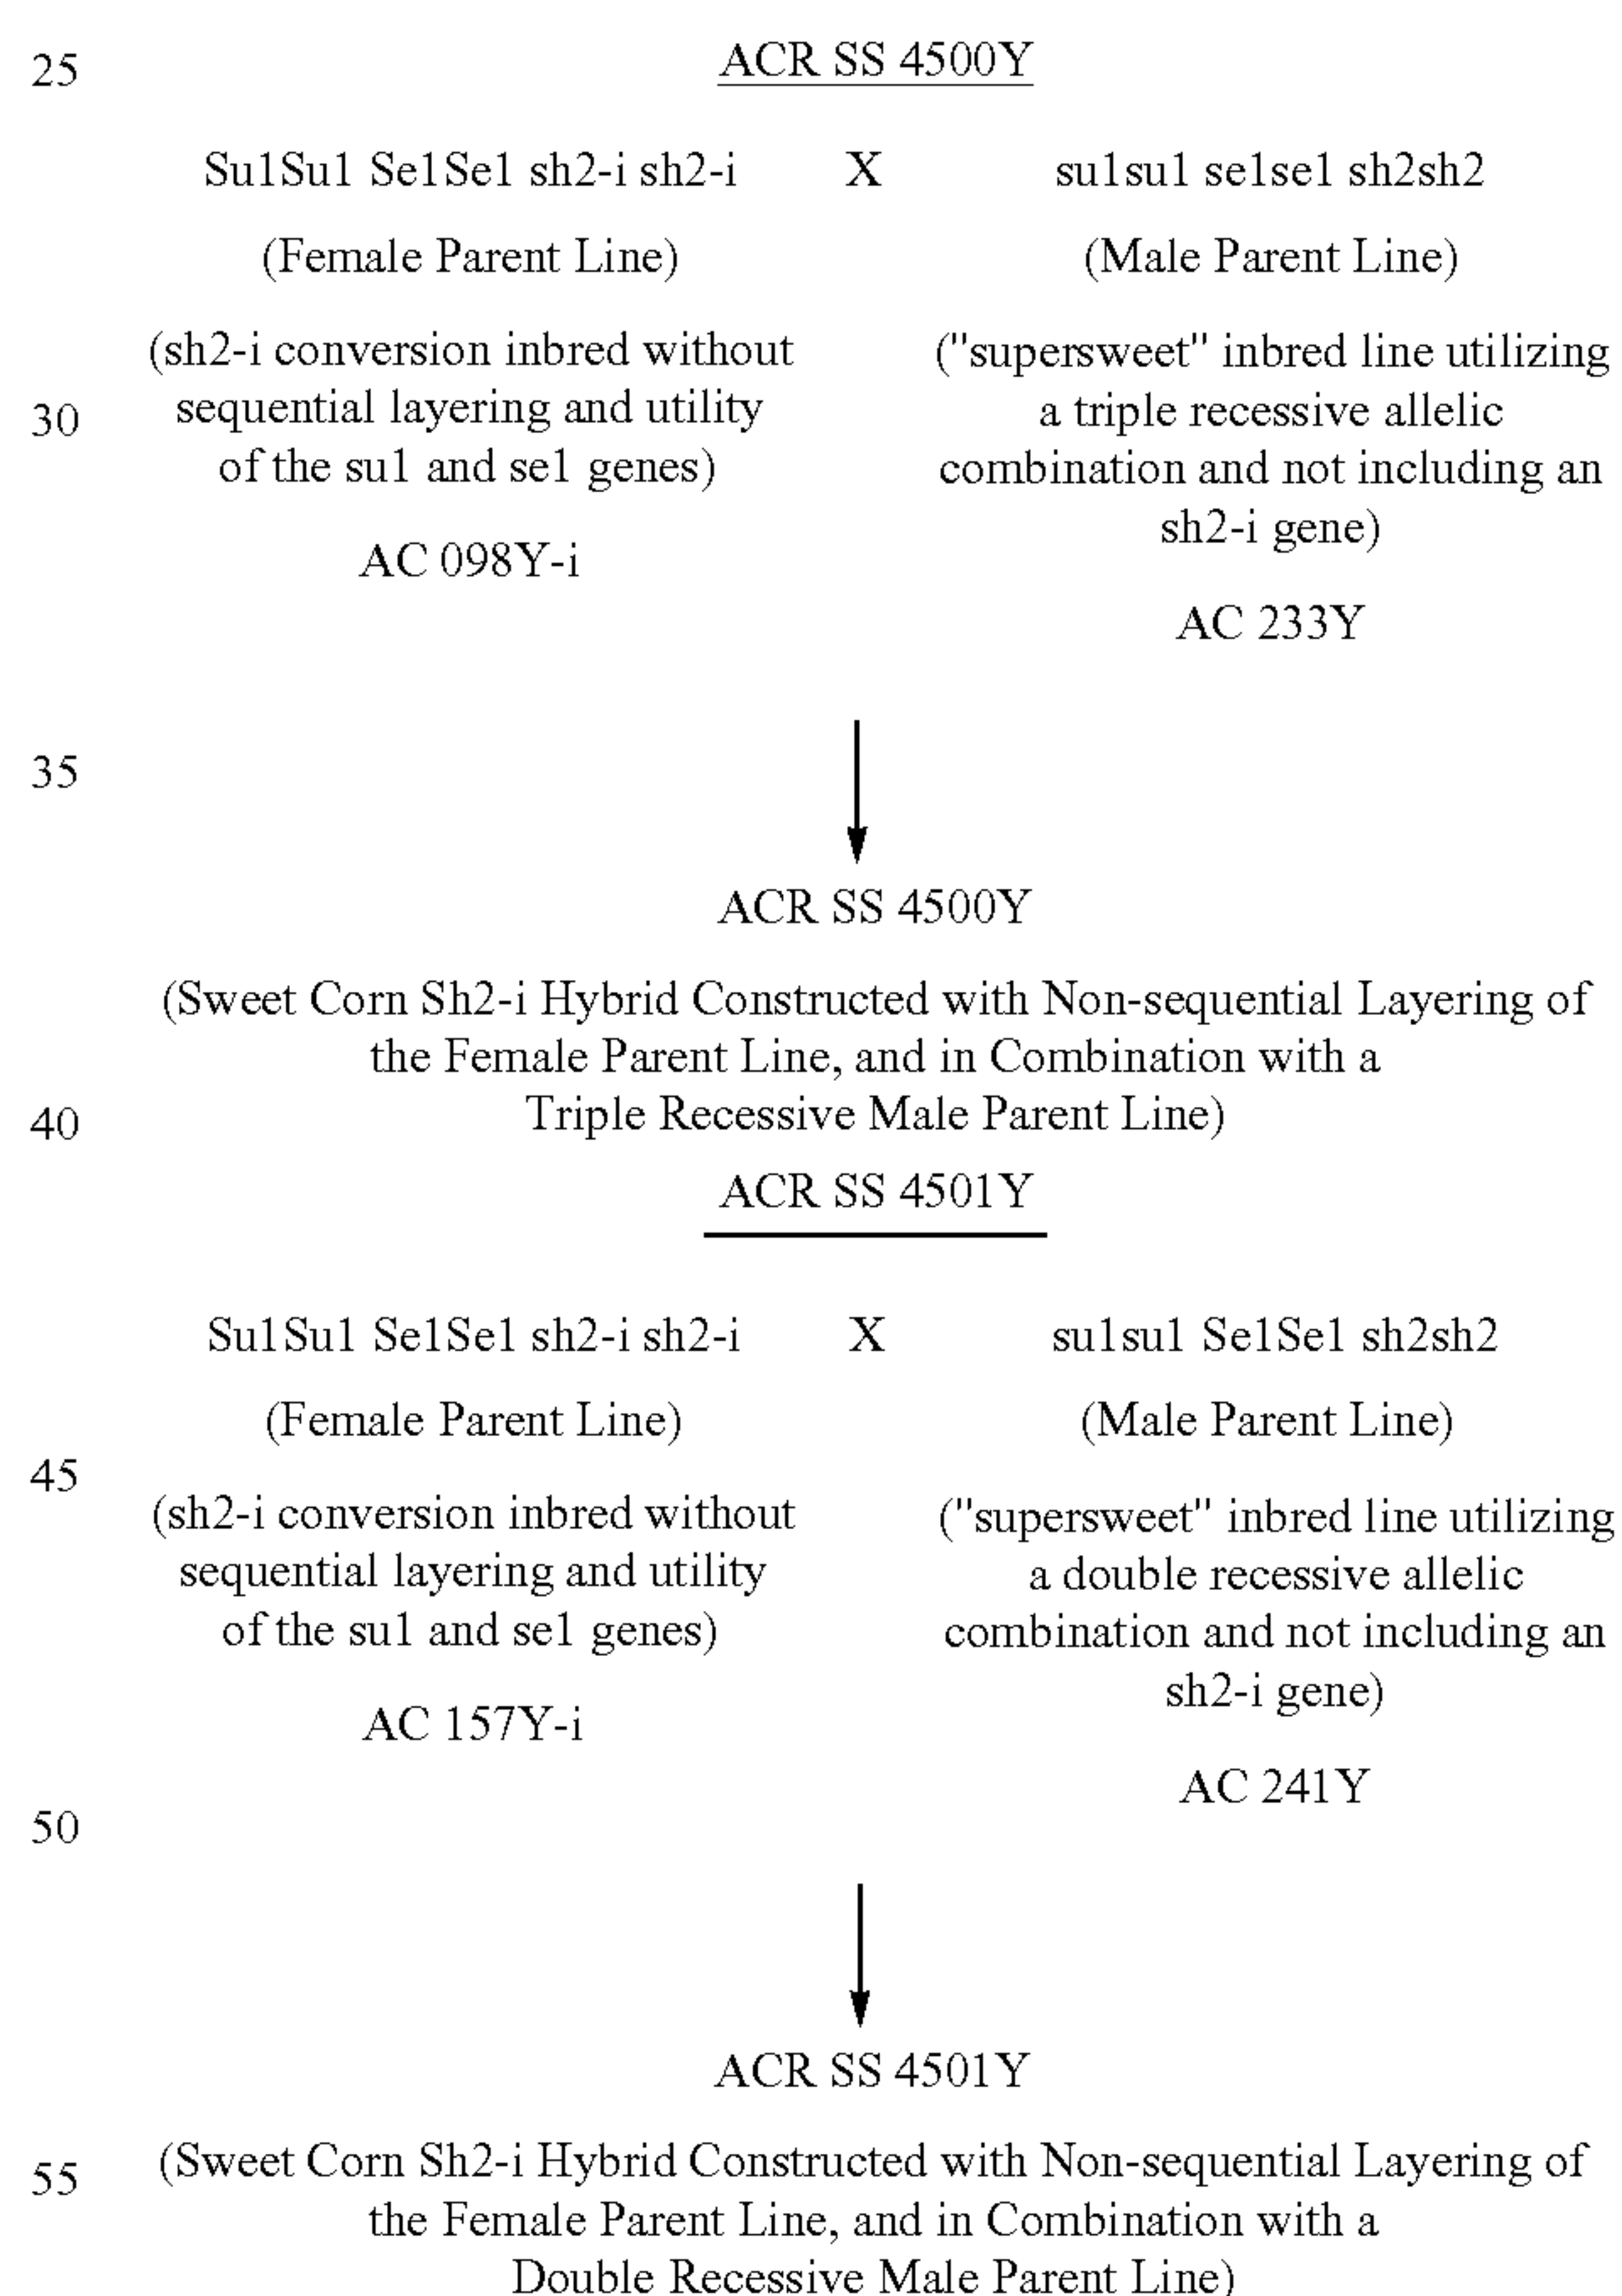 25
ACR SS 4500Y
Su1Su1 Se1Se1 sh2-i sh2-i X su1su1 se1se1 sh2sh2
(Female Parent Line) (Male Parent Line)
(sh2-i conversion inbred without
sequential layering and utility
of the su1 and se1 genes)
AC 098Y-i
("supersweet" inbred line utilizing
a triple recessive allelic
combination and not including an
sh2-i gene)
AC 233Y
30
35
ACR SS 4500Y
(Sweet Corn Sh2-i Hybrid Constructed with Non-sequential Layering of
the Female Parent Line, and in Combination with a
40
Triple Recessive Male Parent Line)
ACR SS 4501Y
Su1Su1 Se1Se1 sh2-i sh2-i X su1su1 Se1Se1 sh2sh2
(Female Parent Line) (Male Parent Line)
45
(sh2-i conversion inbred without
sequential layering and utility
of the su1 and se1 genes)
AC 157Y-i
("supersweet" inbred line utilizing
a double recessive allelic
combination and not including an
sh2-i gene)
AC 241Y
50
ACR SS 4501Y
55
(Sweet Corn Sh2-i Hybrid Constructed with Non-sequential Layering of
the Female Parent Line, and in Combination with a
Double Recessive Male Parent Line)